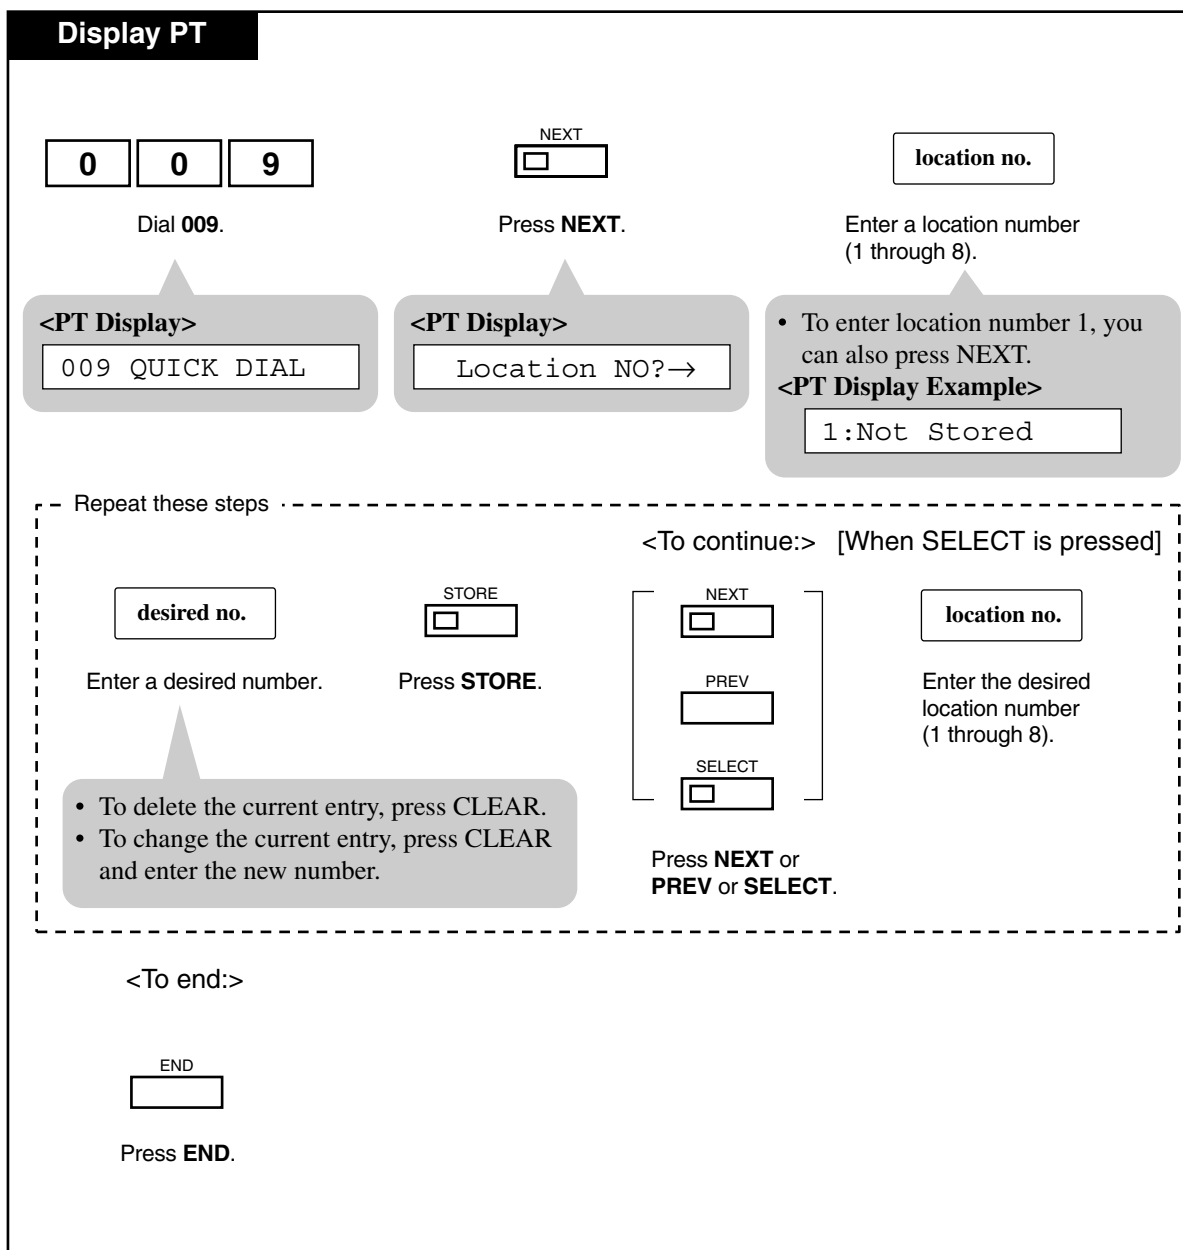 Display PT
0 0 9
NEXT
location no.
Dial 009.
Press NEXT.
Enter a location number
(1 through 8).
<PT Display>
009 QUICK DIAL
<PT Display>
Location NO?→
• To enter location number 1, you
can also press NEXT.
<PT Display Example>
1:Not Stored
Repeat these steps
<To continue:> [When SELECT is pressed]
desired no.
Enter a desired number.
STORE
Press STORE.
NEXT
PREV
SELECT
Press NEXT or
PREV or SELECT.
location no.
Enter the desired
location number
(1 through 8).
• To delete the current entry, press CLEAR.
• To change the current entry, press CLEAR
and enter the new number.
<To end:>
END
Press END.